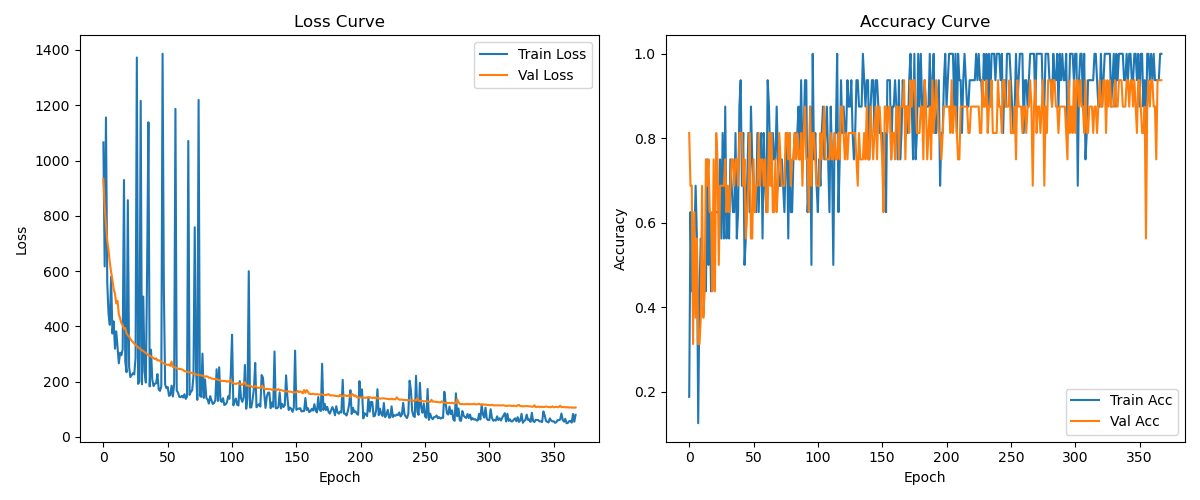 Loss Curve
1400
1200
1000
800
600
400
200
0
Loss
0 50 100 150 200 250 300 350
Epoch
Train Loss
Val Loss
Accuracy Curve
1.0
0.8
0.6
0.4
0.2
Accuracy
0 50 100 150 200 250 300 350
Epoch
Train Acc
Val Acc